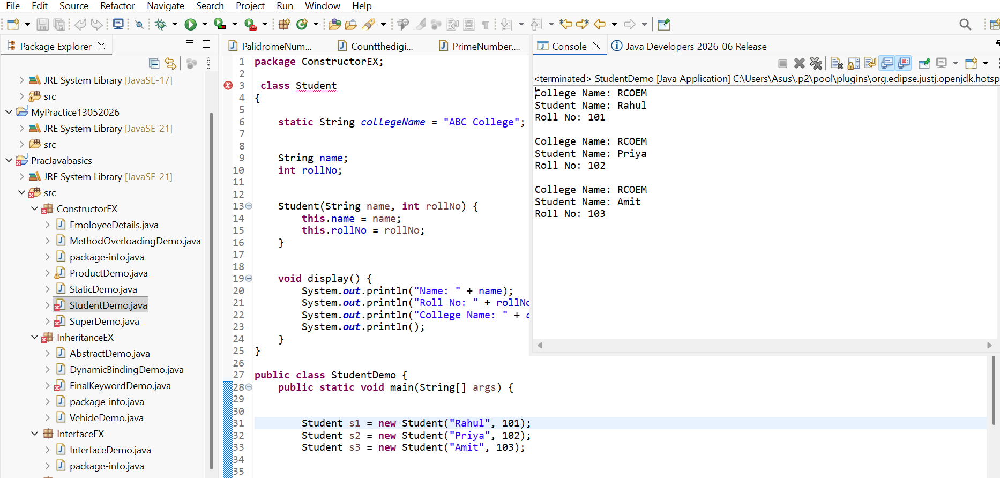 File Edit Source Refactor Navigate Search Project Run Window Help
Package Explorer
JRE System Library [JavaSE-17]
src
MyPractice13052026
JRE System Library [JavaSE-21]
src
PracJavabasics
JRE System Library [JavaSE-21]
src
ConstructorEX
EmoloyeeDetails.java
MethodOverloadingDemo.java
package-info.java
ProductDemo.java
StaticDemo.java
StudentDemo.java
SuperDemo.java
InheritanceEX
AbstractDemo.java
DynamicBindingDemo.java
FinalKeywordDemo.java
package-info.java
VehicleDemo.java
InterfaceEX
InterfaceDemo.java
package-info.java
PalidromeNum... Countthedigi... PrimeNumber....
1 package ConstructorEX;
2
3 class Student
4 {
5
6 static String collegeName = "ABC College";
7
8
9 String name;
10 int rollNo;
11
12
13 Student(String name, int rollNo) {
14 this.name = name;
15 this.rollNo = rollNo;
16 }
17
18
19 void display() {
20 System.out.println("Name: " + name);
21 System.out.println("Roll No: " + rollNo
22 System.out.println("College Name: " + c
23 System.out.println();
24 }
25 }
26
27 public class StudentDemo {
28 public static void main(String[] args) {
29
30
31 Student s1 = new Student("Rahul", 101);
32 Student s2 = new Student("Priya", 102);
33 Student s3 = new Student("Amit", 103);
34
35
Console Java Developers 2026-06 Release
<terminated> StudentDemo [Java Application] C:\Users\Asus\.p2\pool\plugins\org.eclipse.justj.openjdk.hotsp
College Name: RCOEM
Student Name: Rahul
Roll No: 101
College Name: RCOEM
Student Name: Priya
Roll No: 102
College Name: RCOEM
Student Name: Amit
Roll No: 103